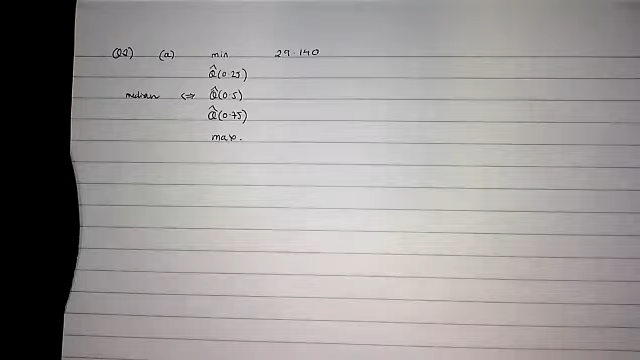 Q2) (a) min 29.140
Q̂(0.25)
median ⇔ Q̂(0.5)
Q̂(0.75)
max.